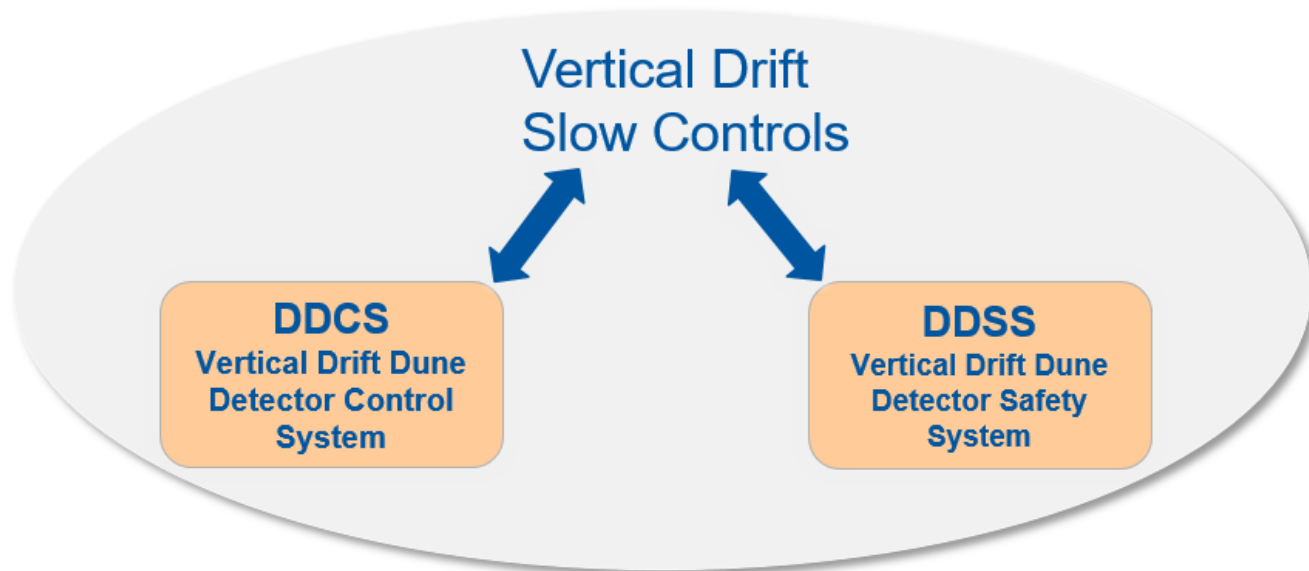 Vertical Drift
Slow Controls
DDCS
Vertical Drift Dune
Detector Control
System
DDSS
Vertical Drift Dune
Detector Safety
System